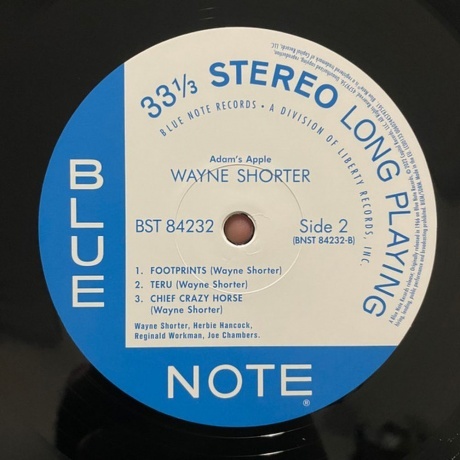 33⅓ STEREO LONG PLAYING
BLUE NOTE RECORDS • A DIVISION OF LIBERTY RECORDS, INC.
Adam's Apple
WAYNE SHORTER
BST 84232
Side 2
(BNST 84232-B)
1. FOOTPRINTS (Wayne Shorter)
2. TERU (Wayne Shorter)
3. CHIEF CRAZY HORSE
(Wayne Shorter)
Wayne Shorter, Herbie Hancock,
Reginald Workman, Joe Chambers.
BLUE
NOTE®